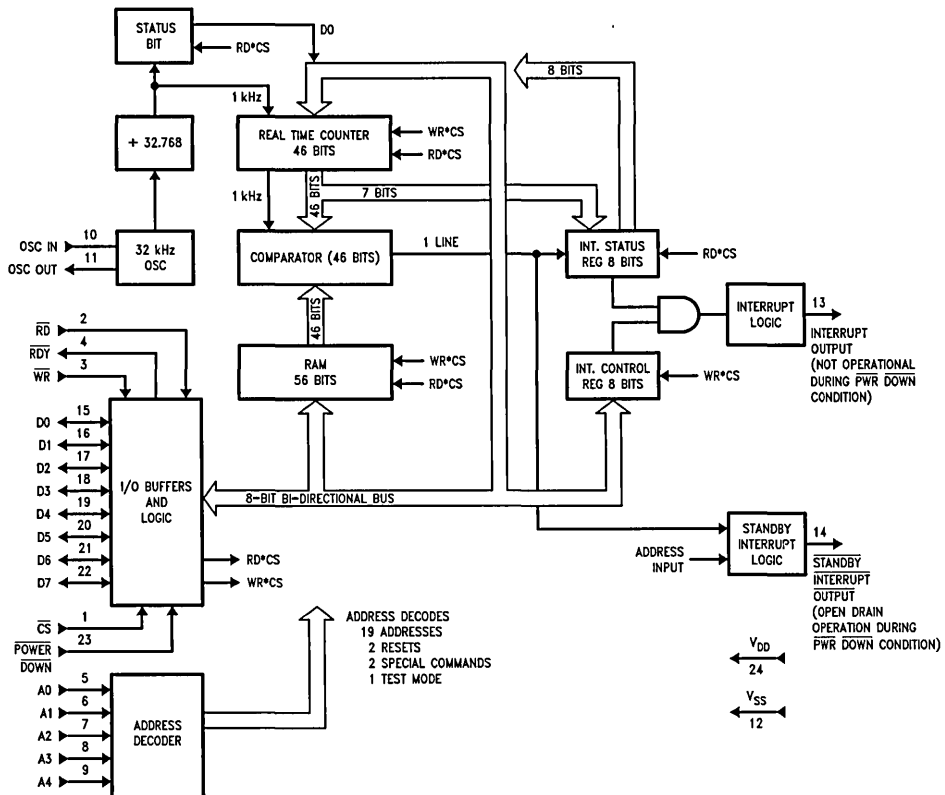 STATUS
BIT
D0
RD*CS
8 BITS
1 kHz
÷ 32.768
REAL TIME COUNTER
46 BITS
WR*CS
RD*CS
1 kHz
46 BITS
7 BITS
OSC IN
10
OSC OUT
11
32 kHz
OSC
COMPARATOR (46 BITS)
1 LINE
INT. STATUS
REG 8 BITS
RD*CS
46 BITS
INTERRUPT
LOGIC
13
INTERRUPT
OUTPUT
(NOT OPERATIONAL
DURING PWR DOWN
CONDITION)
RD
2
RDY
4
WR
3
RAM
56 BITS
WR*CS
RD*CS
INT. CONTROL
REG 8 BITS
WR*CS
D0 15
D1 16
D2 17
D3 18
D4 19
D5 20
D6 21
D7 22
I/O BUFFERS
AND
LOGIC
8-BIT BI-DIRECTIONAL BUS
RD*CS
WR*CS
ADDRESS
INPUT
STANDBY
INTERRUPT
LOGIC
14
STANDBY
INTERRUPT
OUTPUT
(OPEN DRAIN
OPERATION DURING
PWR DOWN CONDITION)
CS
1
POWER
DOWN
23
ADDRESS DECODES
19 ADDRESSES
2 RESETS
2 SPECIAL COMMANDS
1 TEST MODE
VDD
24
VSS
12
A0 5
A1 6
A2 7
A3 8
A4 9
ADDRESS
DECODER